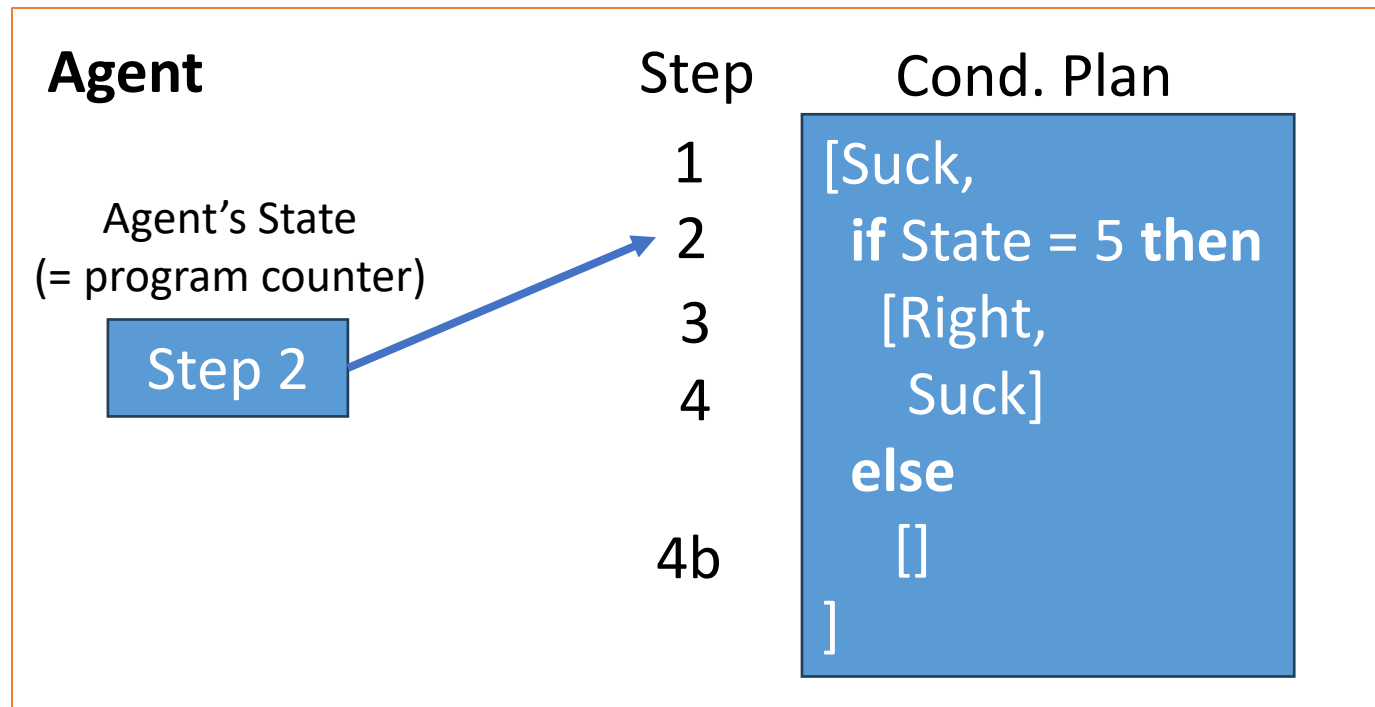 Agent
Agent’s State
(= program counter)
Step 2
Step
1
2
3
4
4b
Cond. Plan
[Suck,
if State = 5 then
[Right,
Suck]
else
[]
]